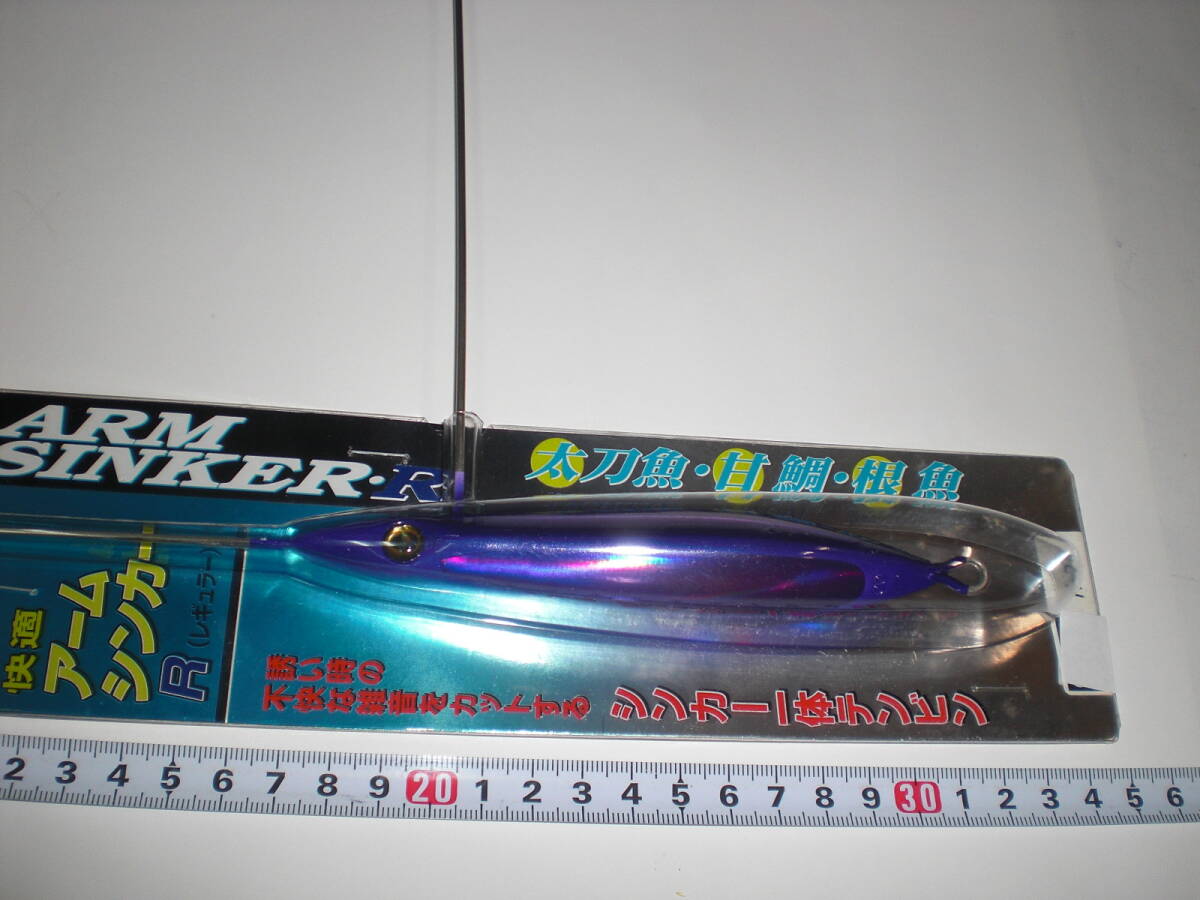 ARM
SINKER・R
太刀魚・甘鯛・根魚
快適
アーム
シンカー
R
(レギュラー)
誘い時の
不快な雑音をカットする
シンカー一体テンビン
2 3 4 5 6 7 8 9 20 1 2 3 4 5 6 7 8 9 30 1 2 3 4 5 6